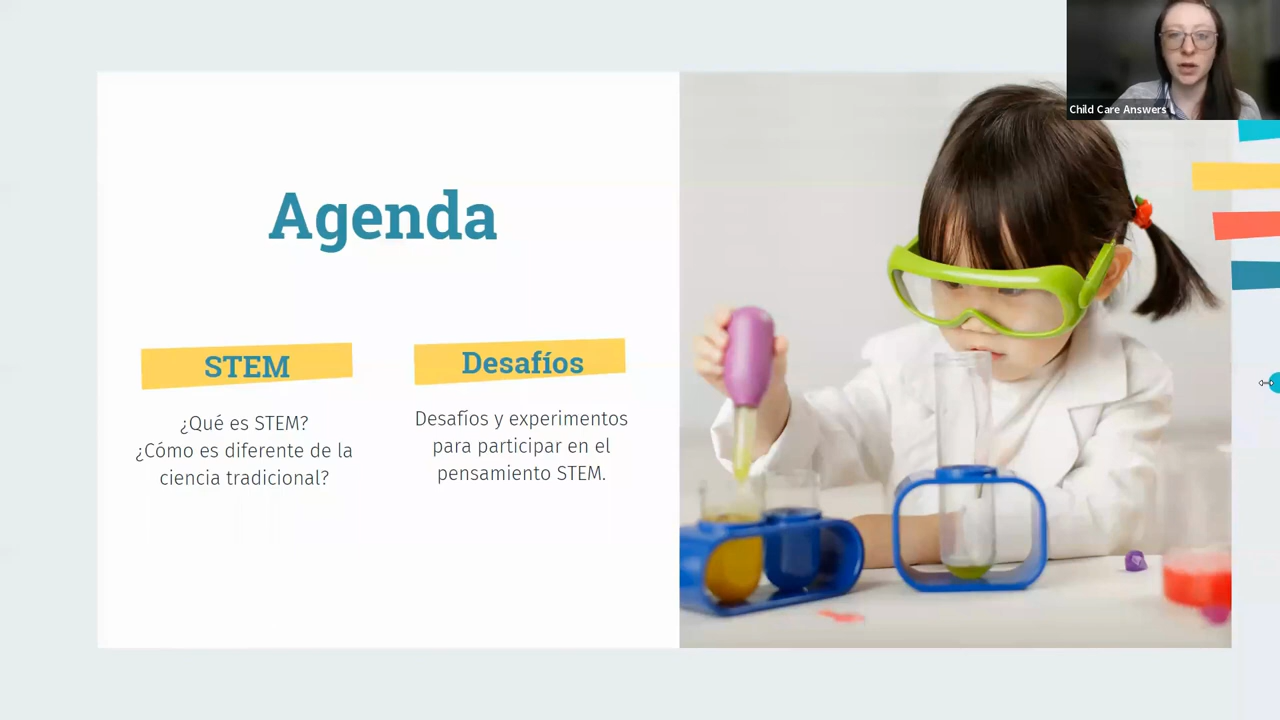 Child Care Answers
Agenda
STEM
¿Qué es STEM?
¿Cómo es diferente de la
ciencia tradicional?
Desafíos
Desafíos y experimentos
para participar en el
pensamiento STEM.